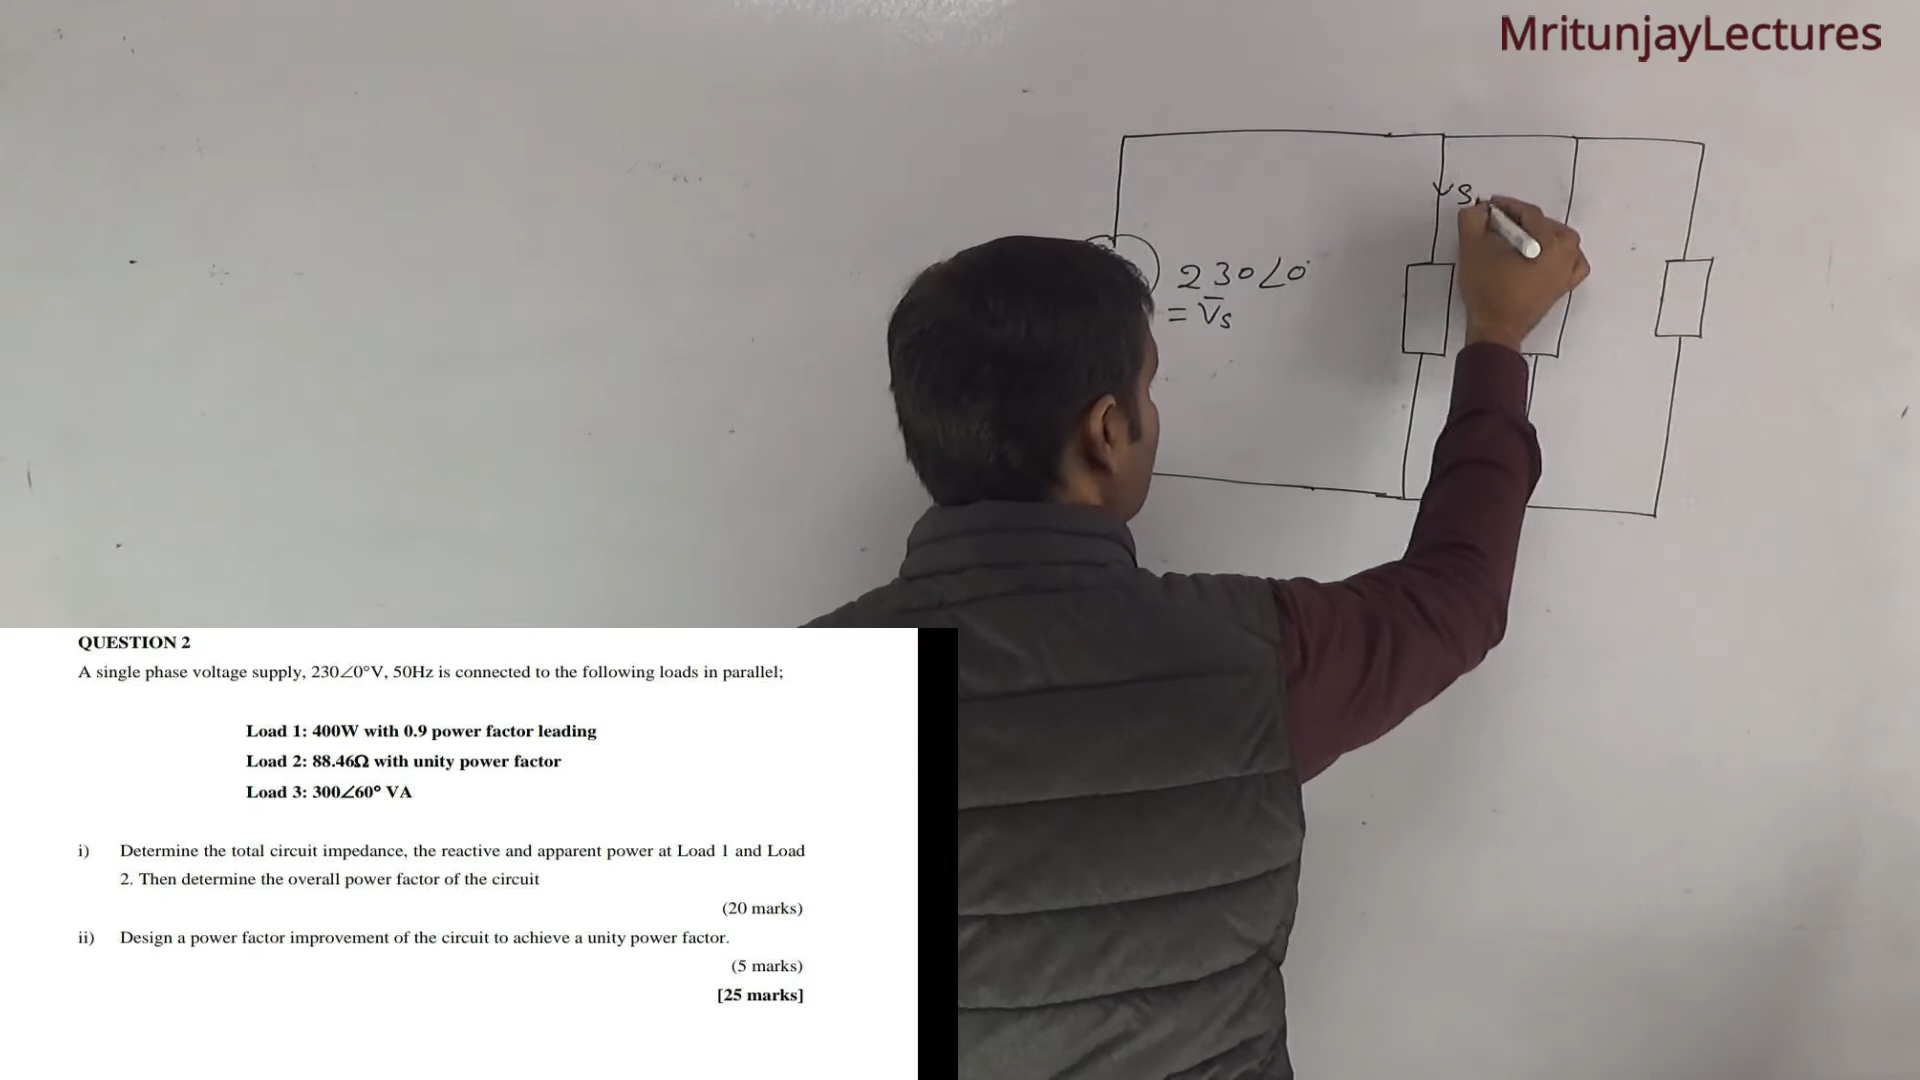 MritunjayLectures
S
230∠0°
= V̅s
QUESTION 2
A single phase voltage supply, 230∠0°V, 50Hz is connected to the following loads in parallel;
Load 1: 400W with 0.9 power factor leading
Load 2: 88.46Ω with unity power factor
Load 3: 300∠60° VA
i) Determine the total circuit impedance, the reactive and apparent power at Load 1 and Load
2. Then determine the overall power factor of the circuit
(20 marks)
ii) Design a power factor improvement of the circuit to achieve a unity power factor.
(5 marks)
[25 marks]